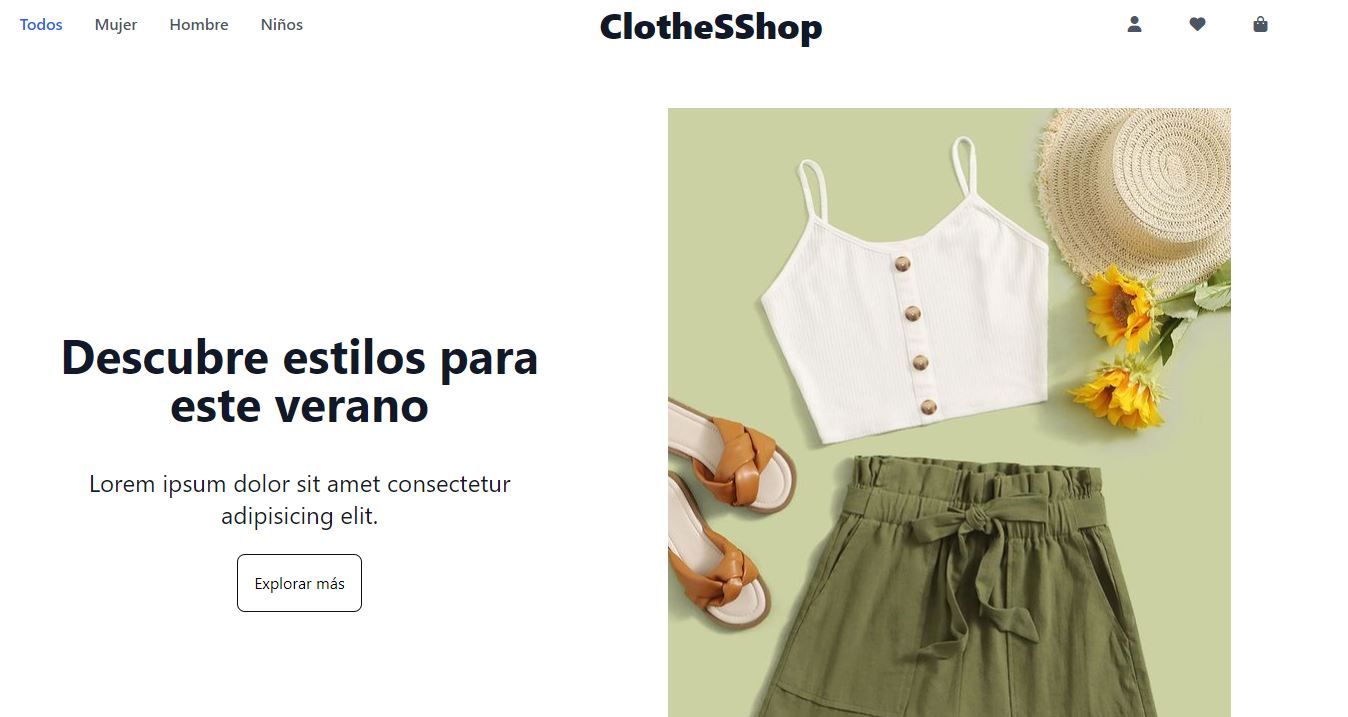 Todos Mujer Hombre Niños ClotheSShop
Descubre estilos para
este verano
Lorem ipsum dolor sit amet consectetur
adipisicing elit.
Explorar más